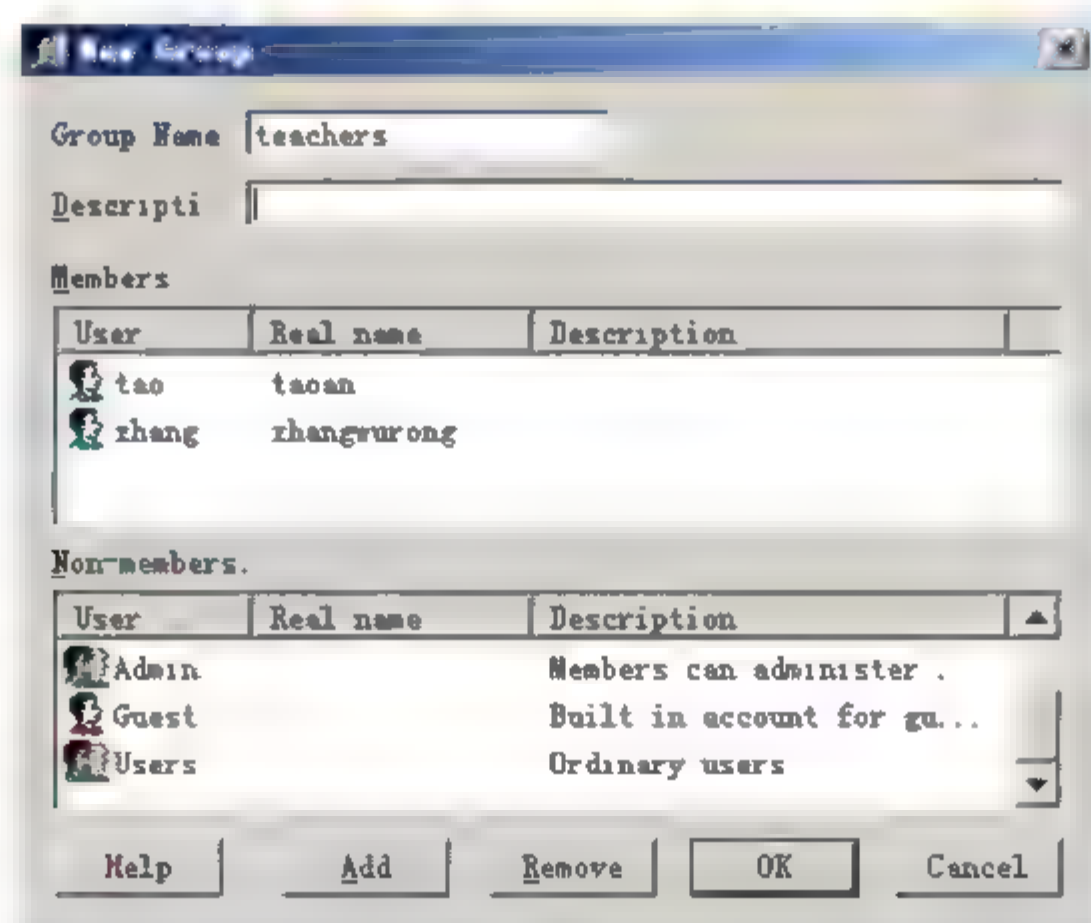 New Group
Group Name teachers
Descripti
Members
User Real name Description
tao taoan
zhang zhangwurong
Non-members.
User Real name Description
Admin Members can administer .
Guest Built in account for gu...
Users Ordinary users
Help Add Remove OK Cancel